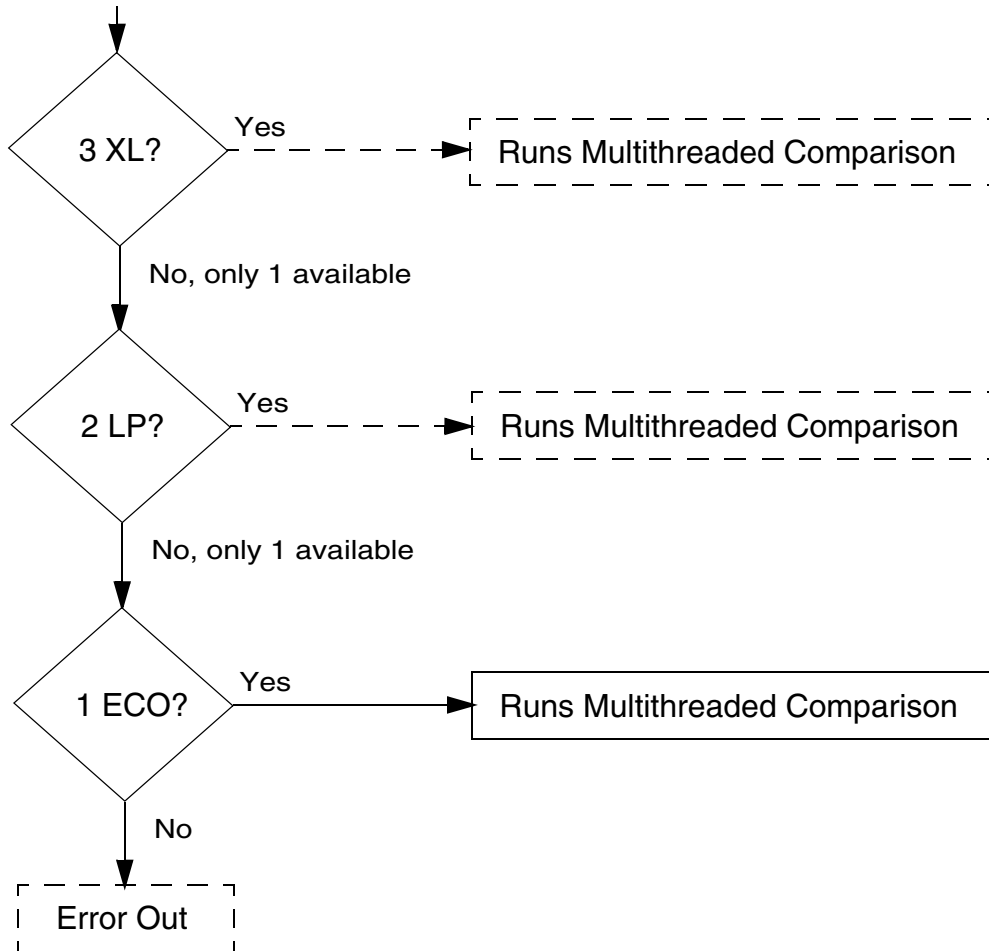 3 XL?
Yes
Runs Multithreaded Comparison
No, only 1 available
2 LP?
Yes
Runs Multithreaded Comparison
No, only 1 available
1 ECO?
Yes
Runs Multithreaded Comparison
No
Error Out